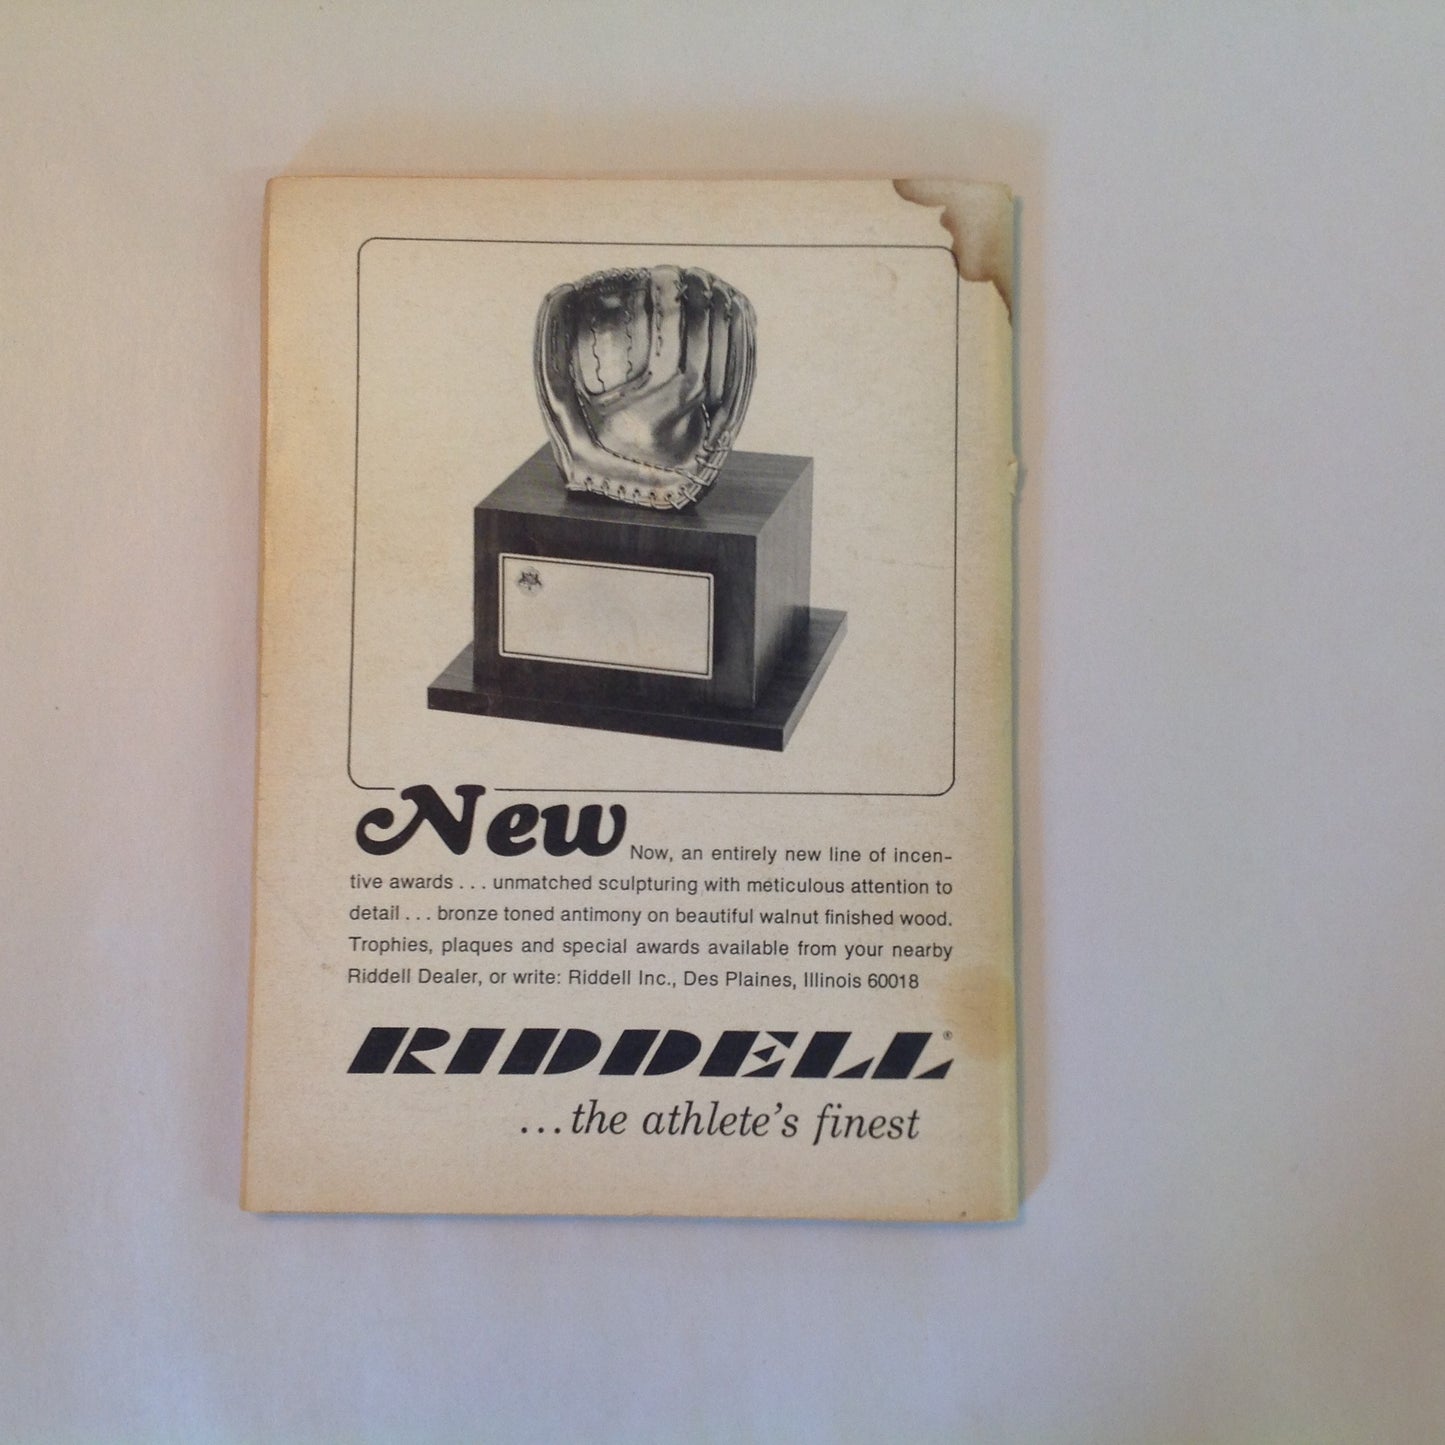 New Now, an entirely new line of incen-
tive awards . . . unmatched sculpturing with meticulous attention to
detail . . . bronze toned antimony on beautiful walnut finished wood.
Trophies, plaques and special awards available from your nearby
Riddell Dealer, or write: Riddell Inc., Des Plaines, Illinois 60018
RIDDELL®
...the athlete's finest